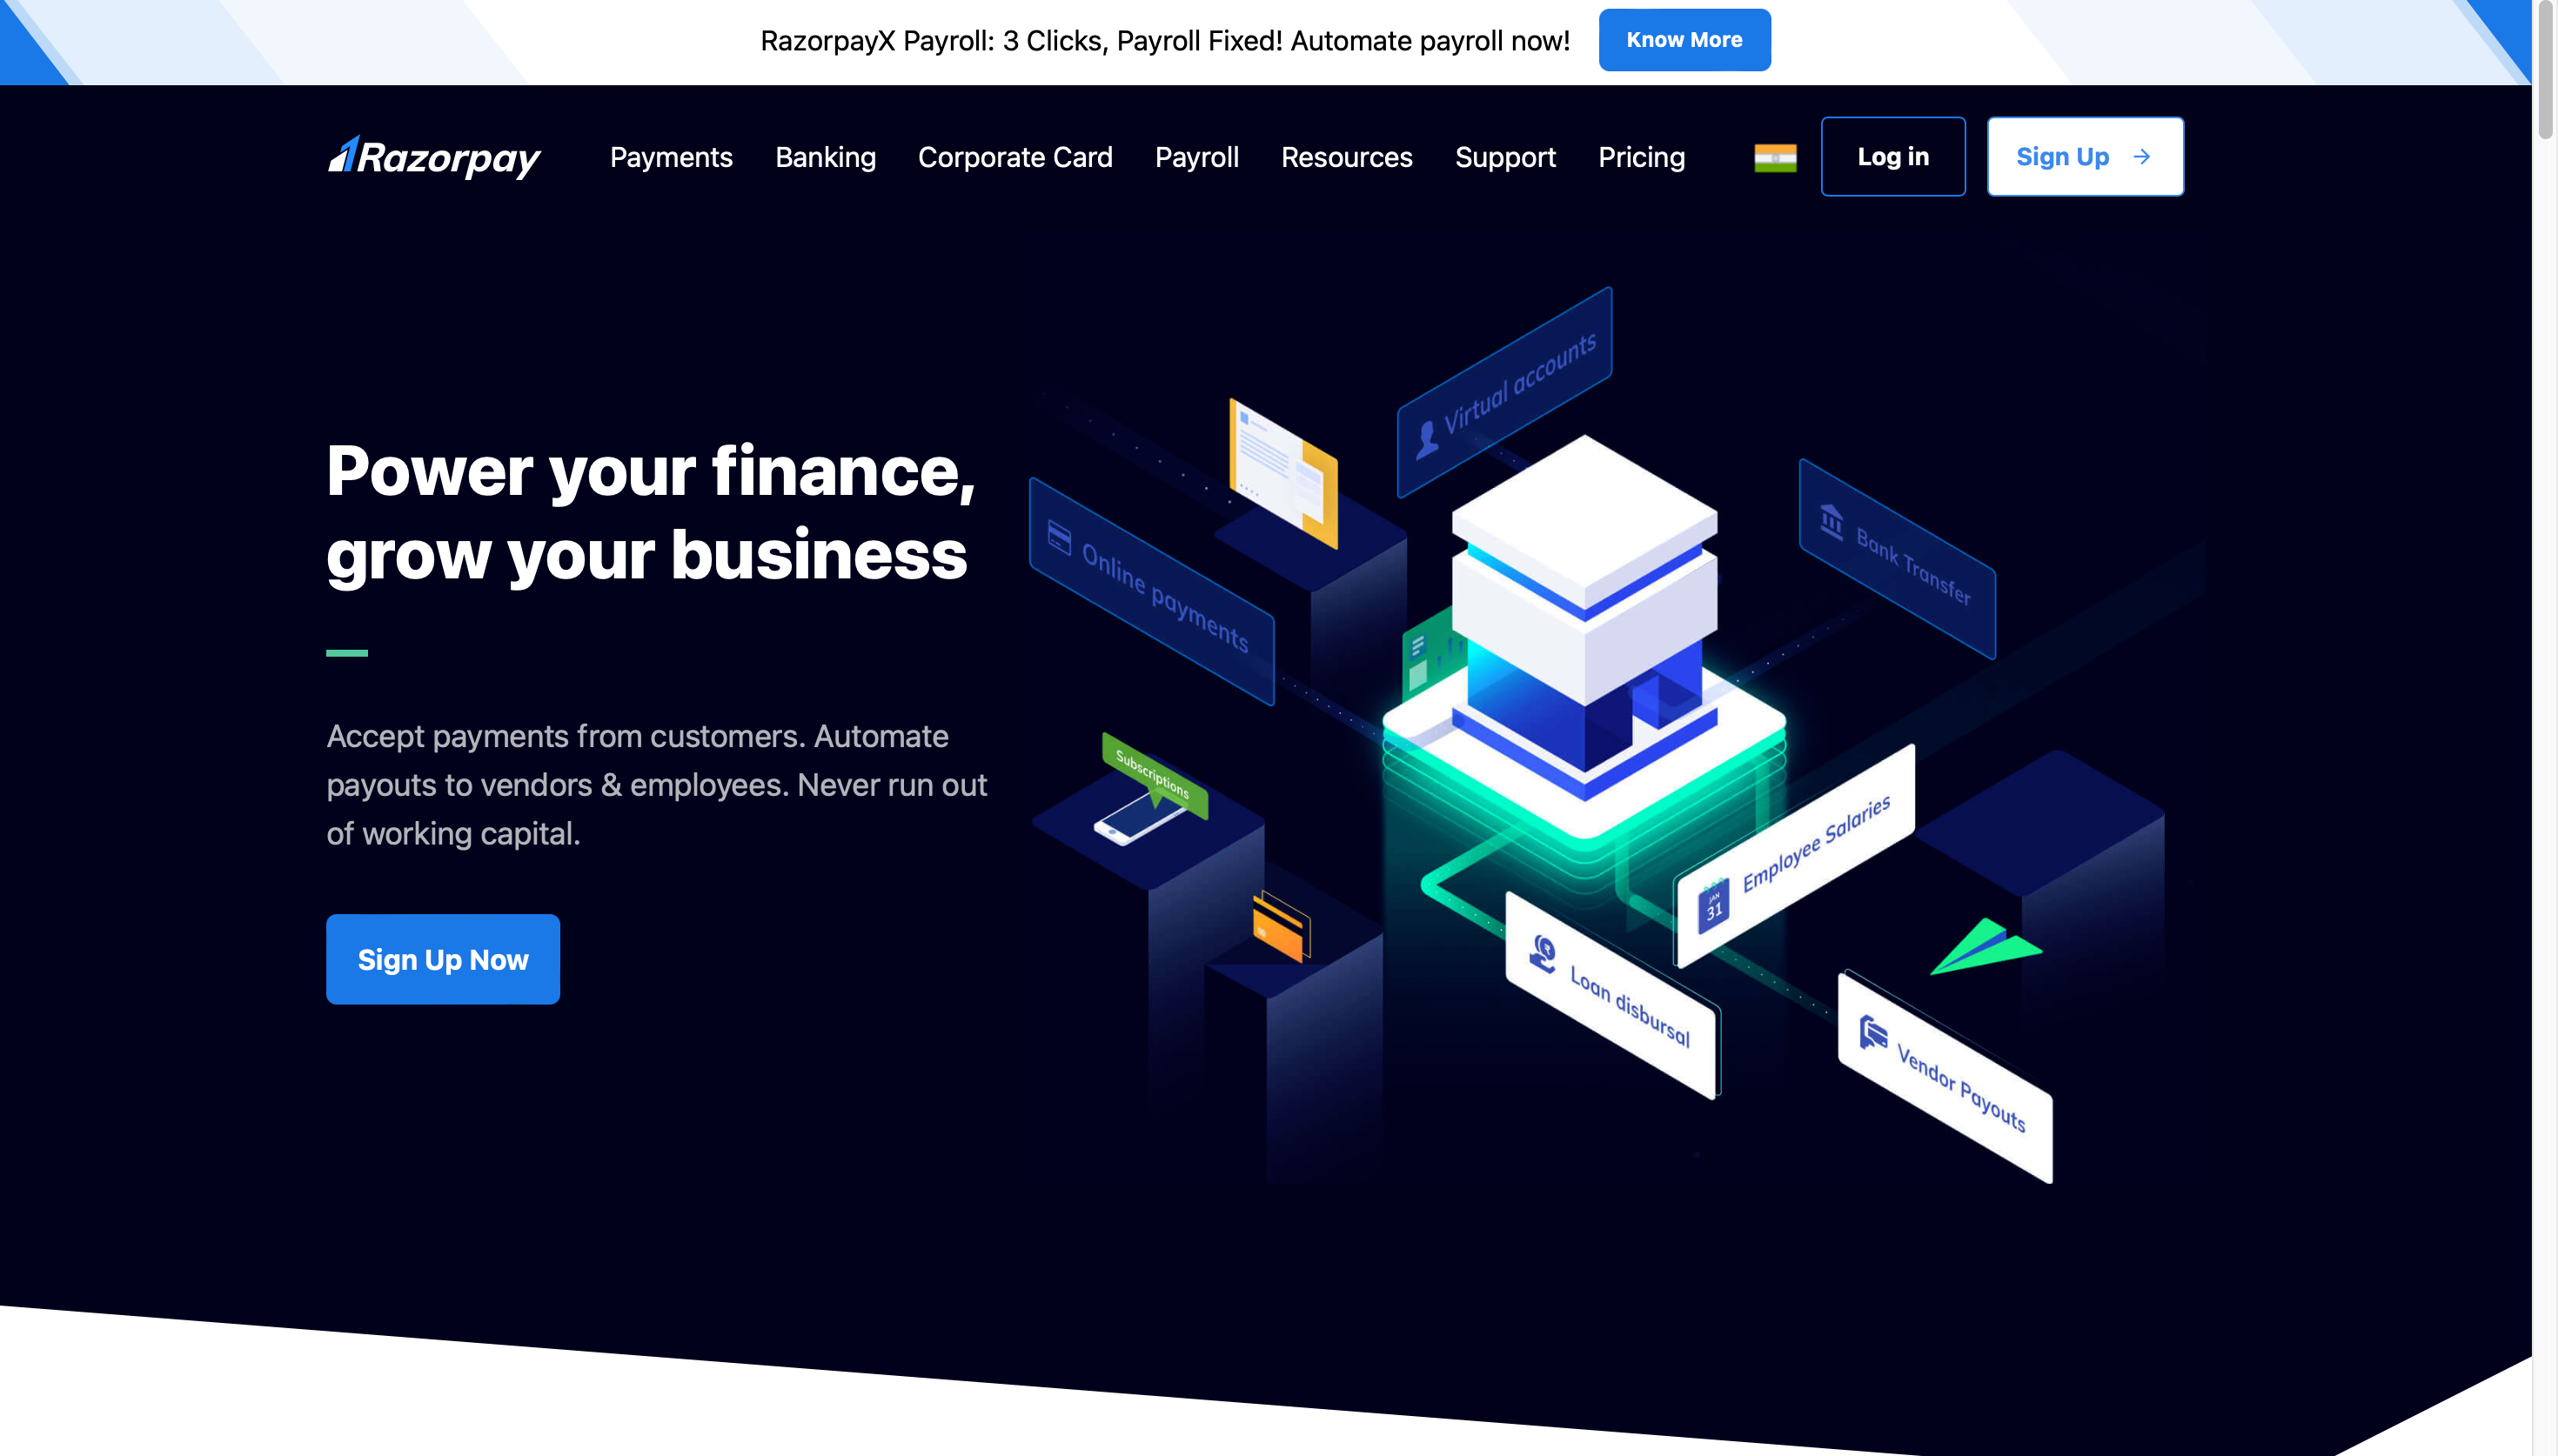 RazorpayX Payroll: 3 Clicks, Payroll Fixed! Automate payroll now!
Know More
Razorpay
Payments
Banking
Corporate Card
Payroll
Resources
Support
Pricing
Log in
Sign Up
Power your finance,
grow your business
Accept payments from customers. Automate
payouts to vendors & employees. Never run out
of working capital.
Sign Up Now
Virtual accounts
Online payments
Bank Transfer
Subscriptions
JAN
31
Employee Salaries
Loan disbursal
Vendor Payouts